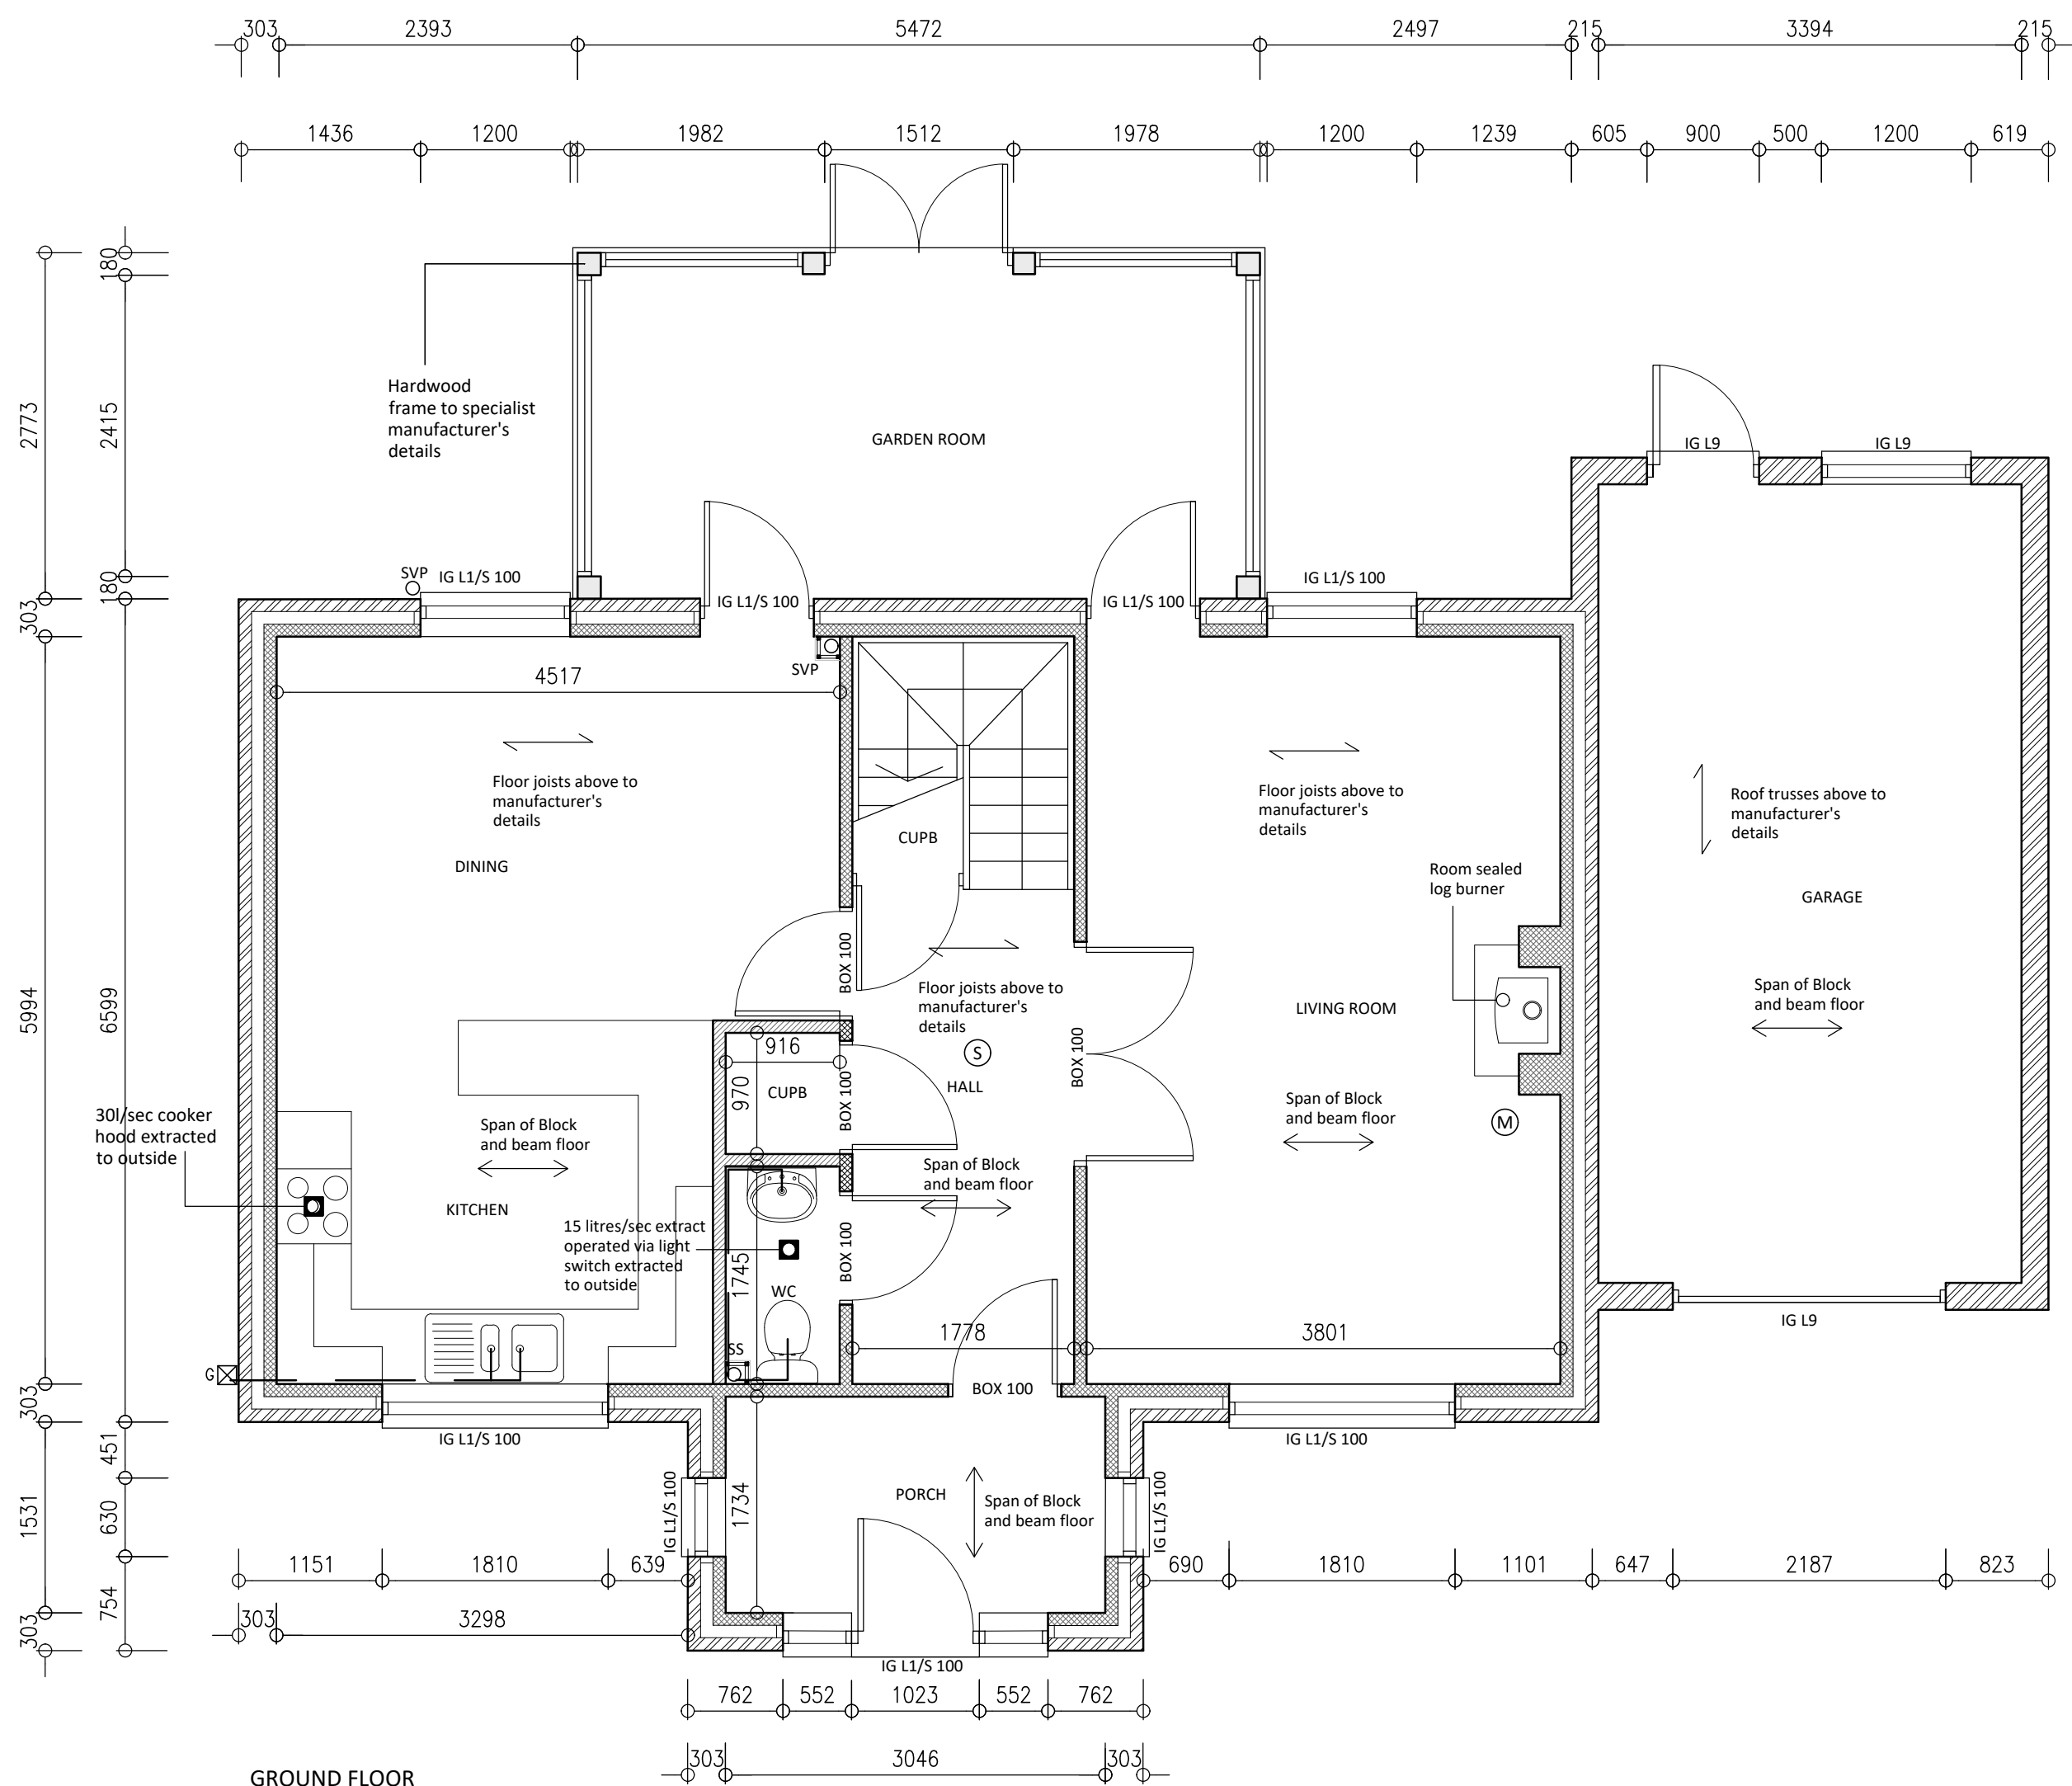 303 2393 5472 2497 215 3394 215
1436 1200 1982 1512 1978 1200 1239 605 900 500 1200 619
2773
303
5994
303
1531
303
180
2415
180
6599
451
630
754
Hardwood
frame to specialist
manufacturer's
details
GARDEN ROOM
IG L9
IG L9
SVP
IG L1/S 100
IG L1/S 100
IG L1/S 100
IG L1/S 100
SVP
4517
Floor joists above to
manufacturer's
details
DINING
CUPB
Floor joists above to
manufacturer's
details
Room sealed
log burner
Roof trusses above to
manufacturer's
details
GARAGE
Span of Block
and beam floor
BOX 100
Floor joists above to
manufacturer's
details
S
HALL
BOX 100
LIVING ROOM
Span of Block
and beam floor
M
916
970
CUPB
BOX 100
30l/sec cooker
hood extracted
to outside
Span of Block
and beam floor
KITCHEN
15 litres/sec extract
operated via light
switch extracted
to outside
1745
WC
SS
BOX 100
Span of Block
and beam floor
1778
3801
G
BOX 100
IG L9
IG L1/S 100
IG L1/S 100
IG L1/S 100
1734
PORCH
Span of Block
and beam floor
IG L1/S 100
IG L1/S 100
1151 1810 639
303 3298
690 1810 1101 647 2187 823
762 552 1023 552 762
303 3046 303
GROUND FLOOR